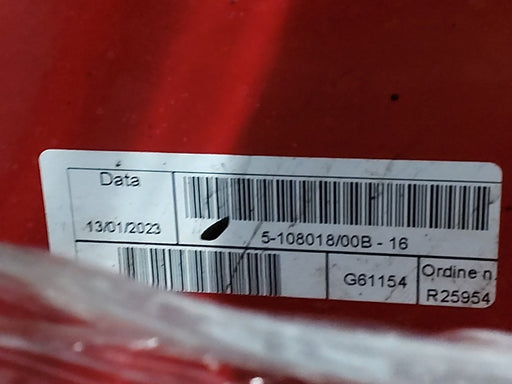 Data
13/01/2023
5-108018/00B - 16
G61154
Ordine n
R25954